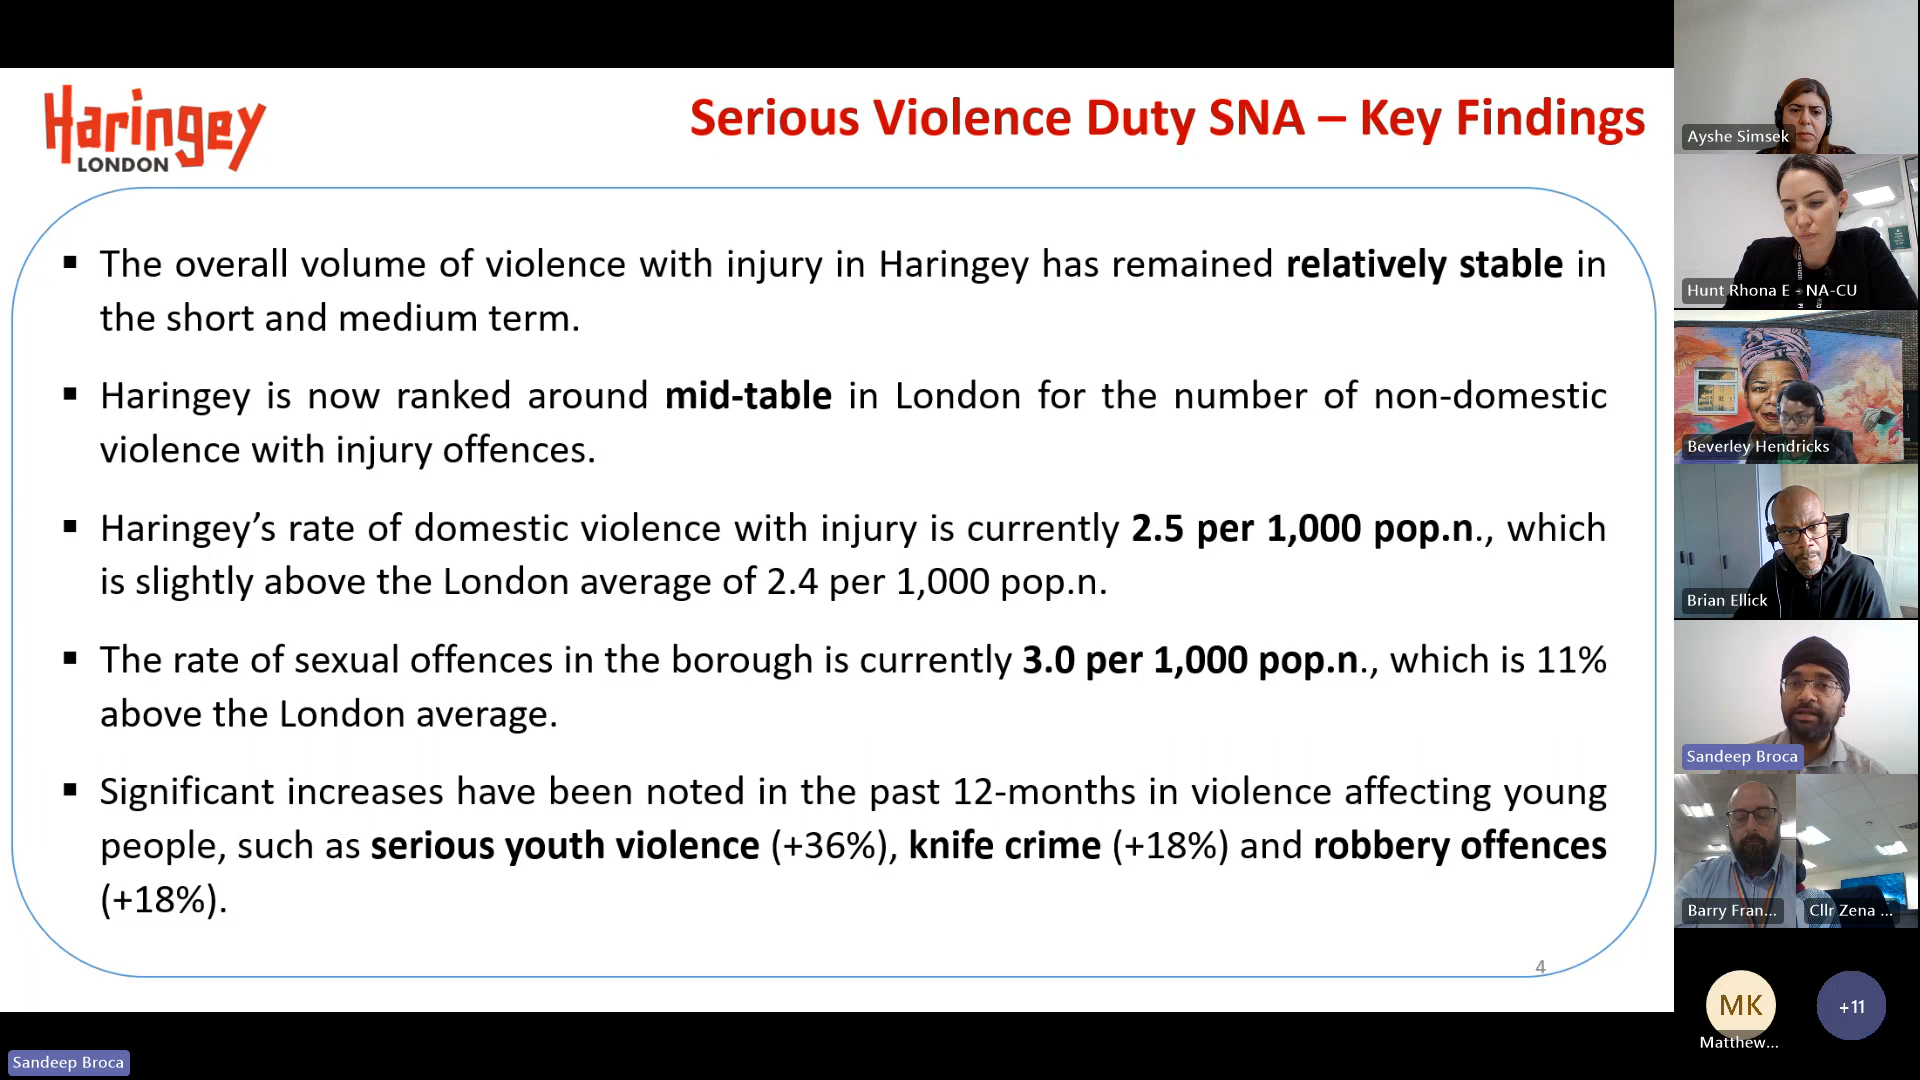 Haringey
LONDON
Serious Violence Duty SNA – Key Findings
▪ The overall volume of violence with injury in Haringey has remained relatively stable in
the short and medium term.
▪ Haringey is now ranked around mid-table in London for the number of non-domestic
violence with injury offences.
▪ Haringey’s rate of domestic violence with injury is currently 2.5 per 1,000 pop.n., which
is slightly above the London average of 2.4 per 1,000 pop.n.
▪ The rate of sexual offences in the borough is currently 3.0 per 1,000 pop.n., which is 11%
above the London average.
▪ Significant increases have been noted in the past 12-months in violence affecting young
people, such as serious youth violence (+36%), knife crime (+18%) and robbery offences
(+18%).
4
Sandeep Broca
Ayshe Simsek
Hunt Rhona E - NA-CU
Beverley Hendricks
Brian Ellick
Sandeep Broca
Barry Fran...
Cllr Zena ...
MK
+11
Matthew...